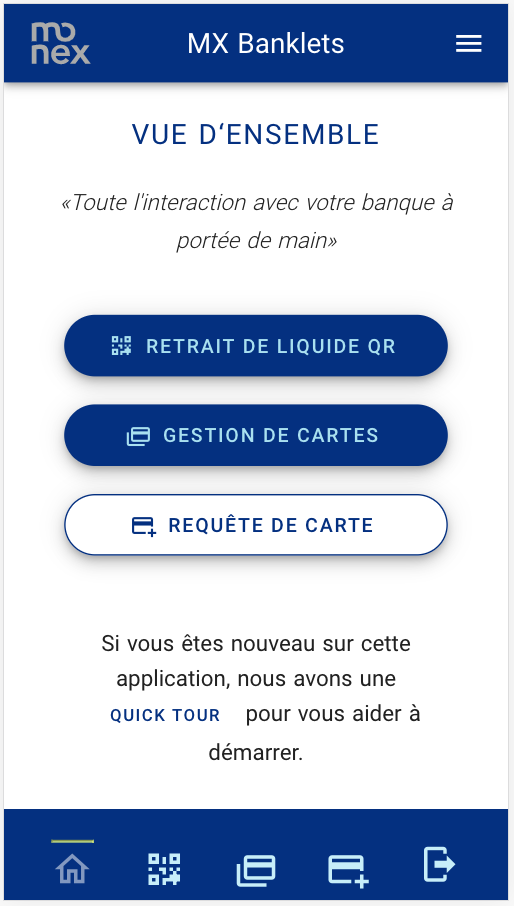 mo
nex
MX Banklets
VUE D‘ENSEMBLE
«Toute l'interaction avec votre banque à
portée de main»
RETRAIT DE LIQUIDE QR
GESTION DE CARTES
REQUÊTE DE CARTE
Si vous êtes nouveau sur cette
application, nous avons une
QUICK TOUR pour vous aider à
démarrer.